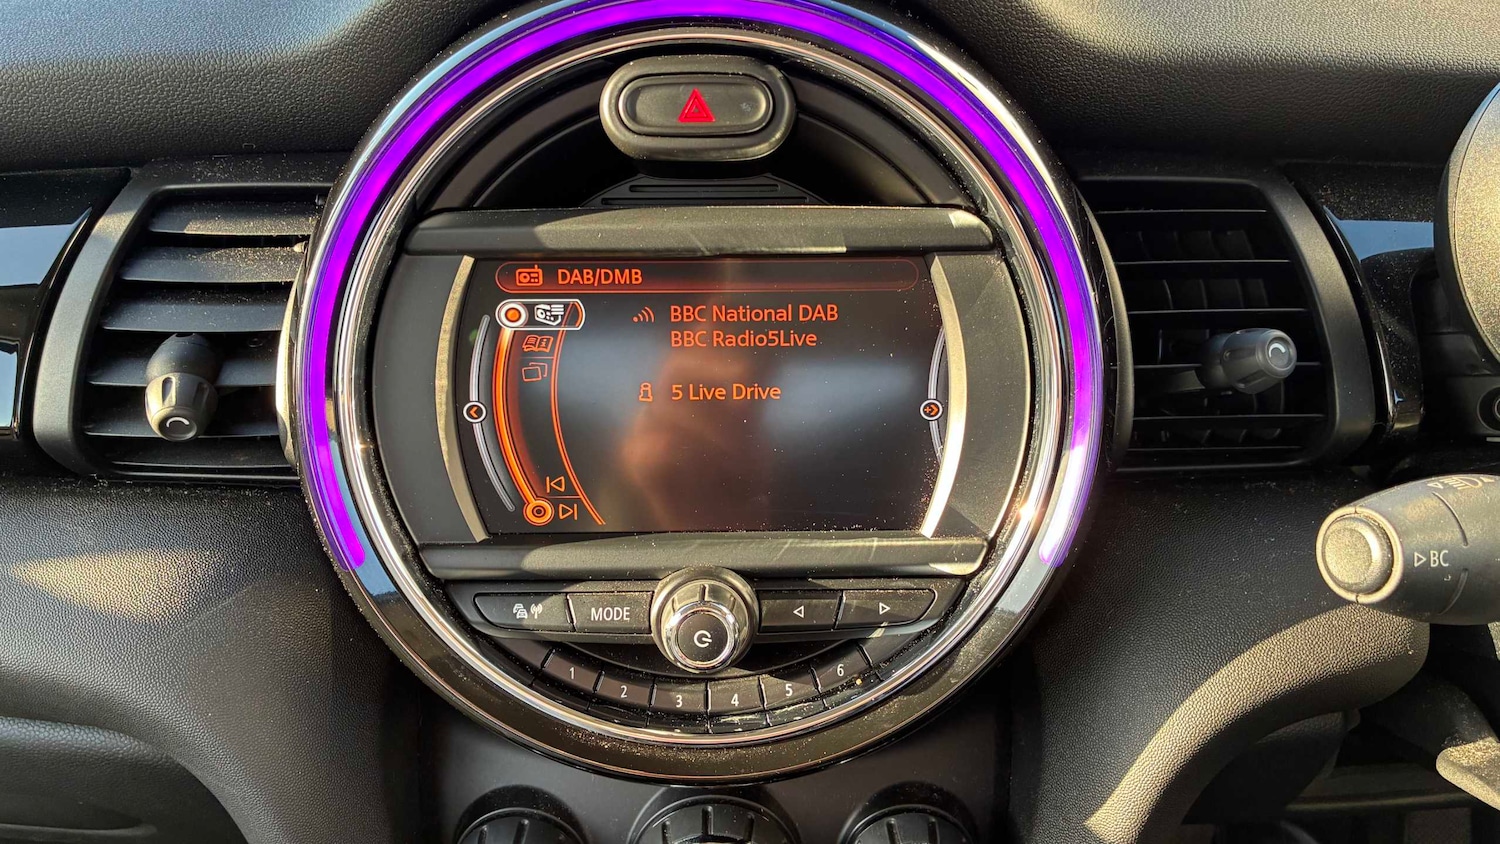 DAB/DMB
BBC National DAB
BBC Radio5Live
5 Live Drive
MODE
1 2 3 4 5 6
BC